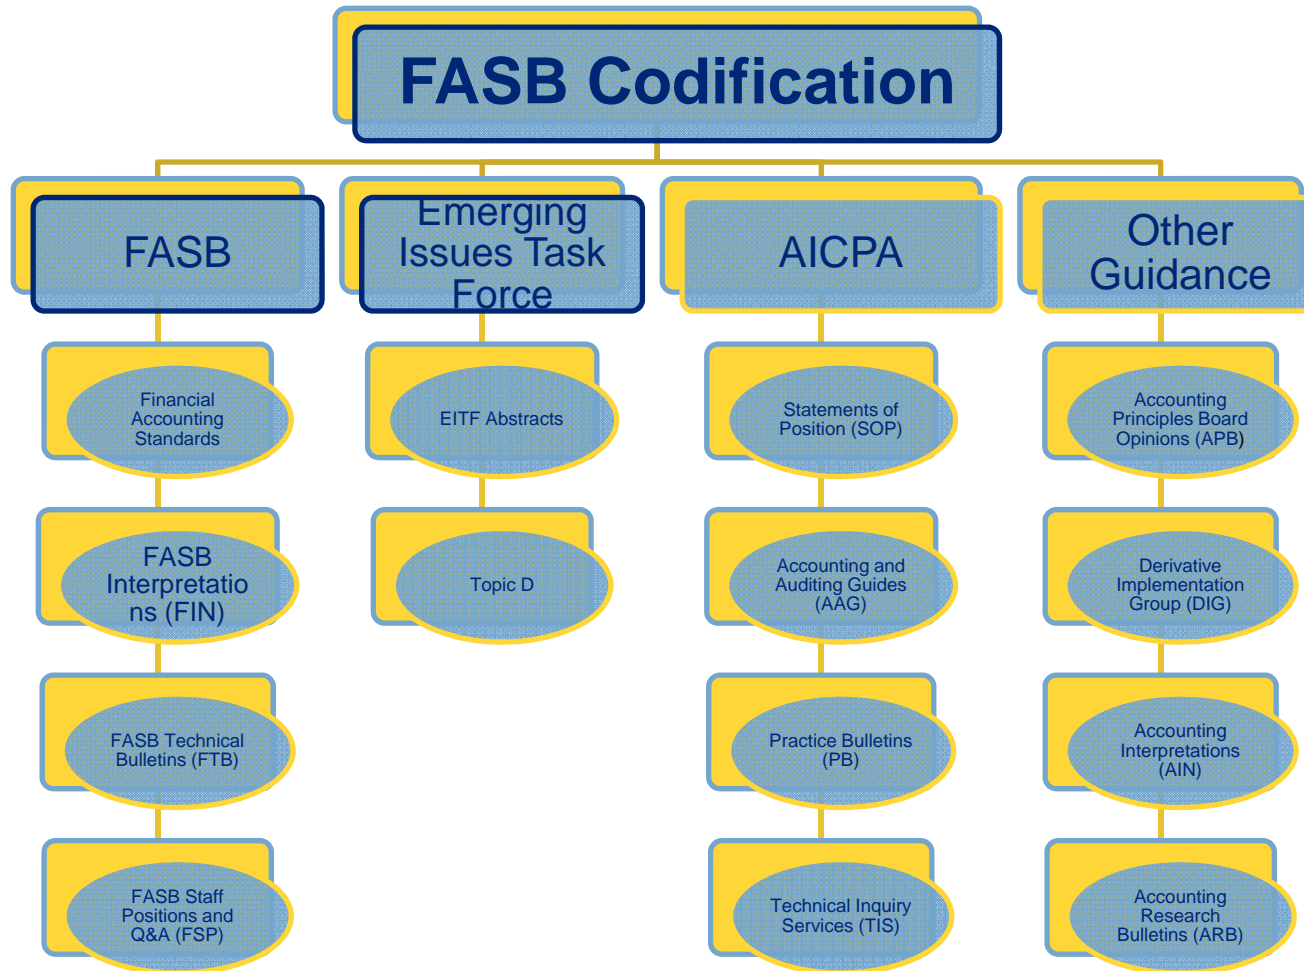 FASB Codification
FASB
Emerging
Issues Task
Force
AICPA
Other
Guidance
Financial
Accounting
Standards
FASB
Interpretatio
ns (FIN)
FASB Technical
Bulletins (FTB)
FASB Staff
Positions and
Q&A (FSP)
EITF Abstracts
Topic D
Statements of
Position (SOP)
Accounting and
Auditing Guides
(AAG)
Practice Bulletins
(PB)
Technical Inquiry
Services (TIS)
Accounting
Principles Board
Opinions (APB)
Derivative
Implementation
Group (DIG)
Accounting
Interpretations
(AIN)
Accounting
Research
Bulletins (ARB)